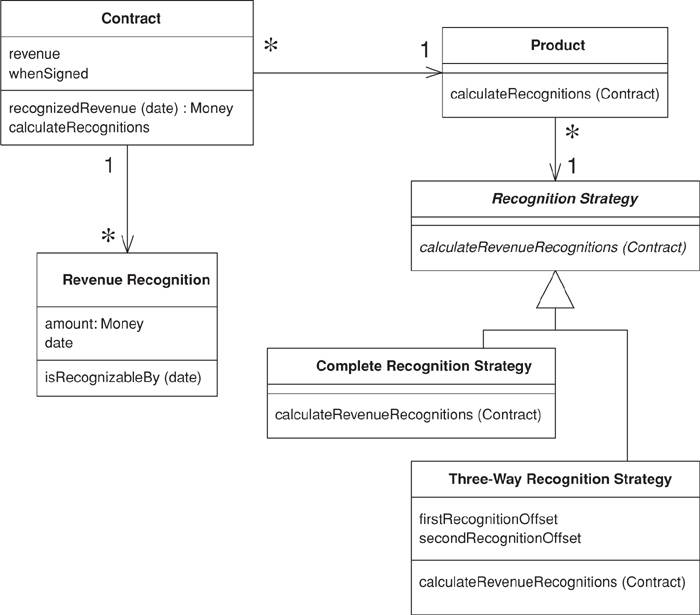 Contract
revenue
whenSigned
recognizedRevenue (date) : Money
calculateRecognitions
*
1
Product
calculateRecognitions (Contract)
*
1
Recognition Strategy
calculateRevenueRecognitions (Contract)
1
*
Revenue Recognition
amount: Money
date
isRecognizableBy (date)
Complete Recognition Strategy
calculateRevenueRecognitions (Contract)
Three-Way Recognition Strategy
firstRecognitionOffset
secondRecognitionOffset
calculateRevenueRecognitions (Contract)